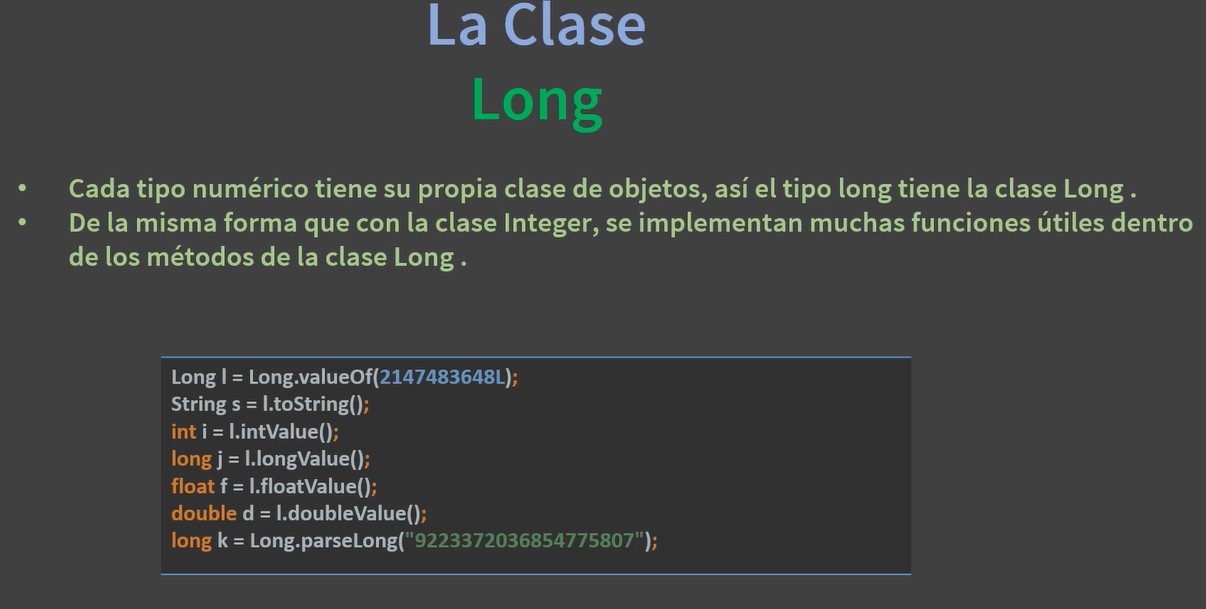 La Clase
Long
• Cada tipo numérico tiene su propia clase de objetos, así el tipo long tiene la clase Long .
• De la misma forma que con la clase Integer, se implementan muchas funciones útiles dentro
de los métodos de la clase Long .
Long l = Long.valueOf(2147483648L);
String s = l.toString();
int i = l.intValue();
long j = l.longValue();
float f = l.floatValue();
double d = l.doubleValue();
long k = Long.parseLong("9223372036854775807");